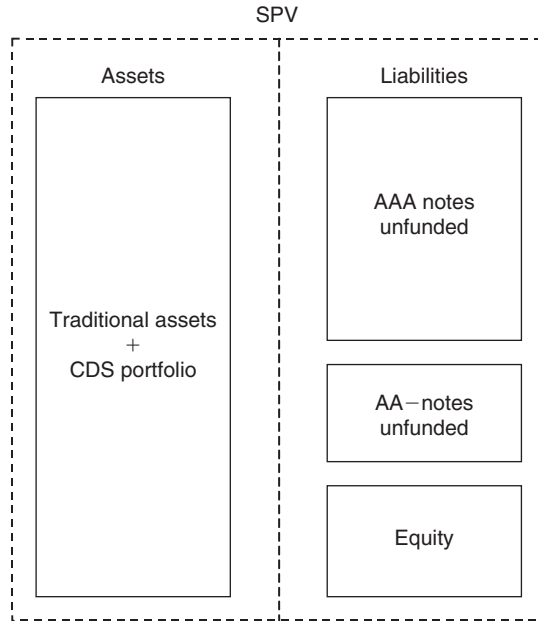 SPV
Assets
Liabilities
Traditional assets
+
CDS portfolio
AAA notes
unfunded
AA−notes
unfunded
Equity